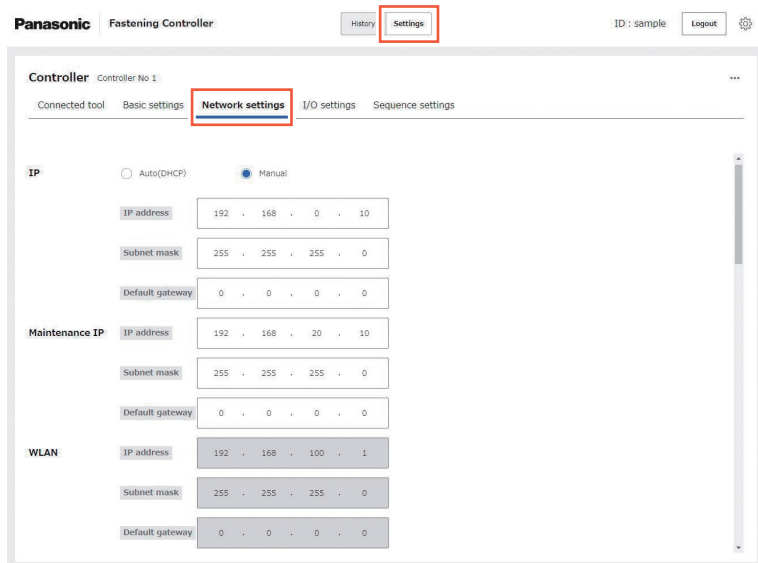 Panasonic Fastening Controller History Settings ID : sample Logout
Controller Controller No 1 ...
Connected tool Basic settings Network settings I/O settings Sequence settings
IP Auto(DHCP) Manual
IP address 192 . 168 . 0 . 10
Subnet mask 255 . 255 . 255 . 0
Default gateway 0 . 0 . 0 . 0
Maintenance IP IP address 192 . 168 . 20 . 10
Subnet mask 255 . 255 . 255 . 0
Default gateway 0 . 0 . 0 . 0
WLAN IP address 192 . 168 . 100 . 1
Subnet mask 255 . 255 . 255 . 0
Default gateway 0 . 0 . 0 . 0